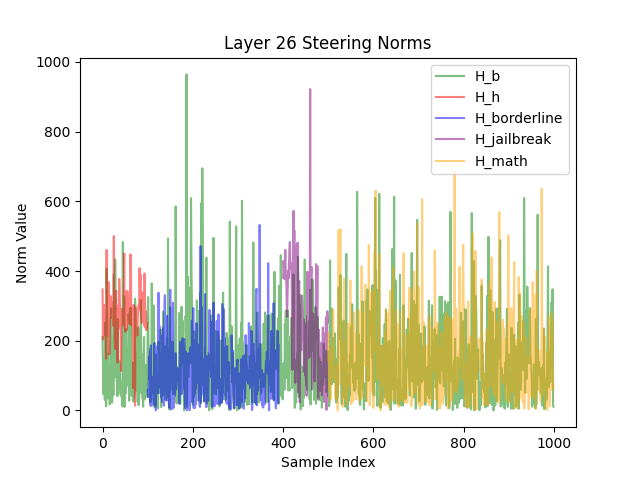 Layer 26 Steering Norms
H_b
H_h
H_borderline
H_jailbreak
H_math
Norm Value
1000
800
600
400
200
0
0
200
400
600
800
1000
Sample Index